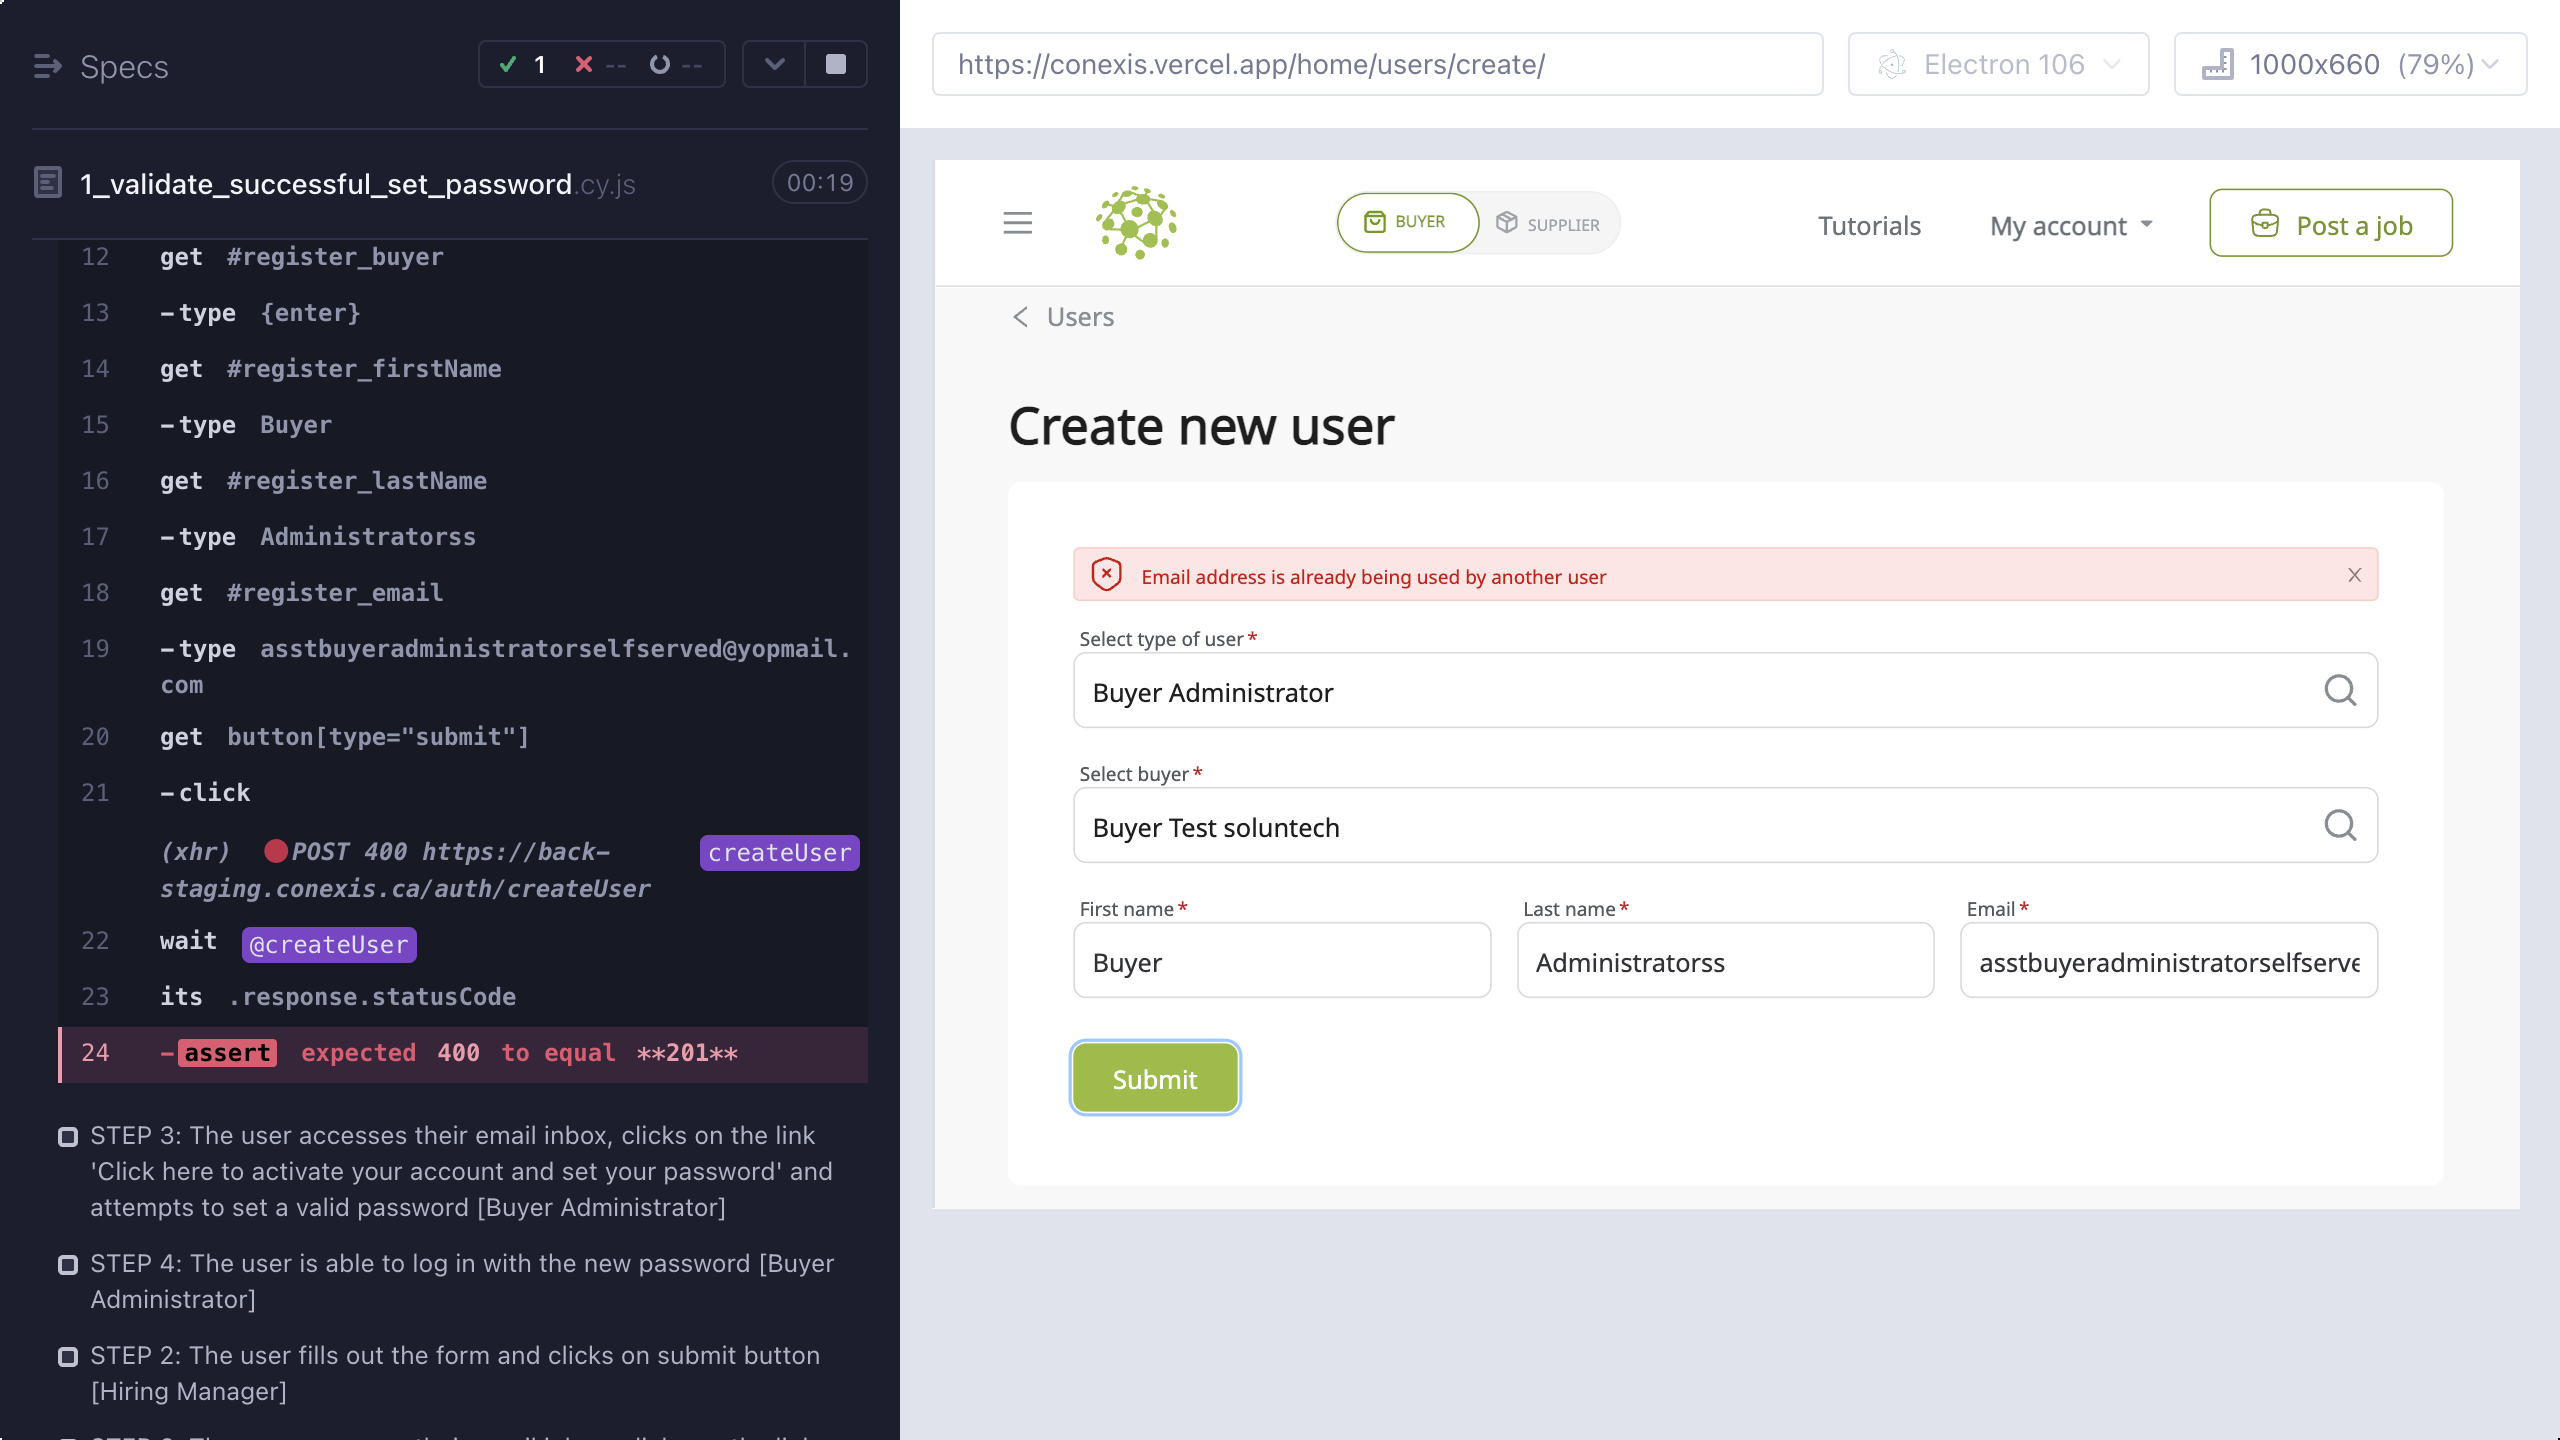 Specs
1
--
--
1_validate_successful_set_password.cy.js
00:19
12 get #register_buyer
13 -type {enter}
14 get #register_firstName
15 -type Buyer
16 get #register_lastName
17 -type Administratorss
18 get #register_email
19 -type asstbuyeradministratorselfserved@yopmail.
com
20 get button[type="submit"]
21 -click
(xhr) POST 400 https://back-
staging.conexis.ca/auth/createUser
createUser
22 wait @createUser
23 its .response.statusCode
24 -assert expected 400 to equal **201**
STEP 3: The user accesses their email inbox, clicks on the link
'Click here to activate your account and set your password' and
attempts to set a valid password [Buyer Administrator]
STEP 4: The user is able to log in with the new password [Buyer
Administrator]
STEP 2: The user fills out the form and clicks on submit button
[Hiring Manager]
https://conexis.vercel.app/home/users/create/
Electron 106
1000x660 (79%)
BUYER
SUPPLIER
Tutorials
My account
Post a job
Users
Create new user
Email address is already being used by another user
Select type of user*
Buyer Administrator
Select buyer*
Buyer Test soluntech
First name*
Last name*
Email*
Buyer
Administratorss
asstbuyeradministratorselfserve
Submit